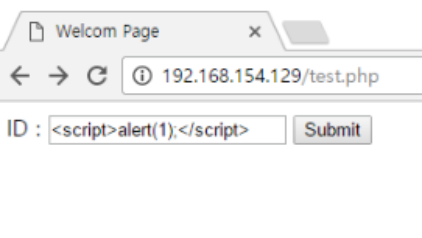 Welcom Page
192.168.154.129/test.php
ID : <script>alert(1);</script> Submit